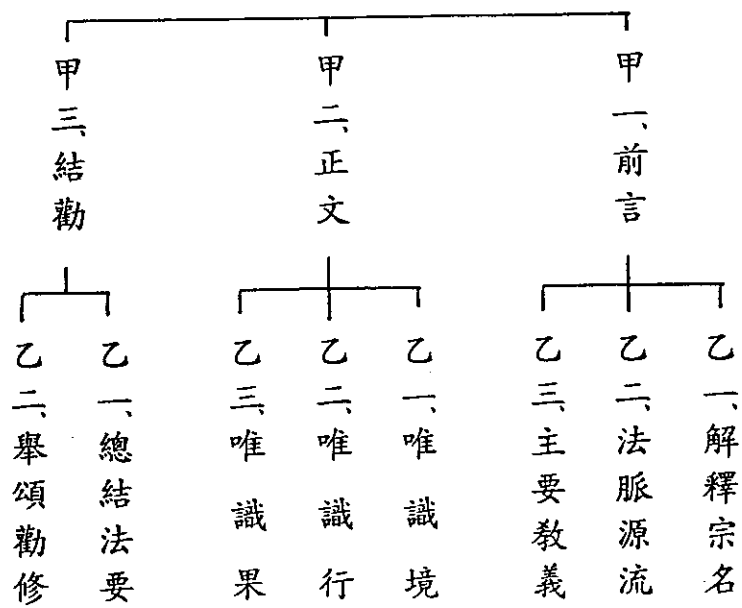 甲一、前言
乙一、解釋宗名
乙二、法脈源流
乙三、主要教義
甲二、正文
乙一、唯識境
乙二、唯識行
乙三、唯識果
甲三、結勸
乙一、總結法要
乙二、舉頌勸修